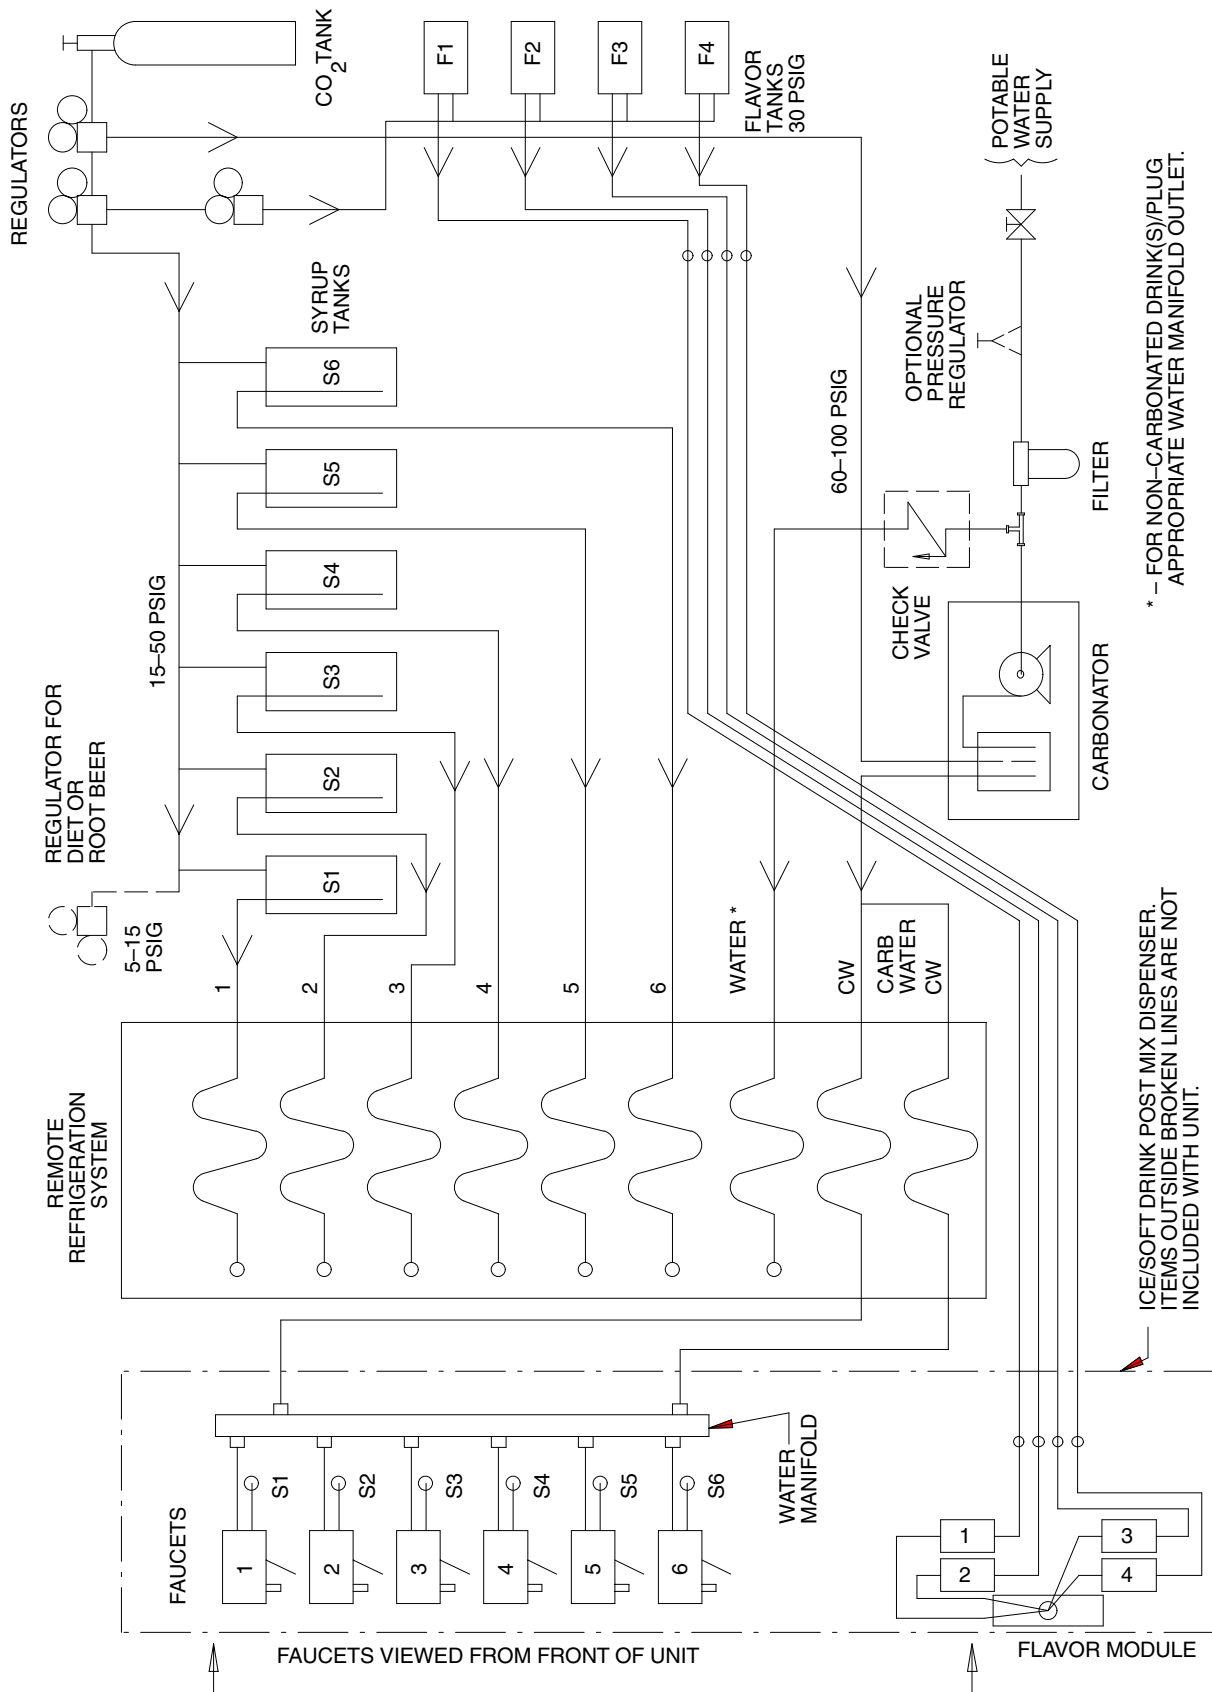 REGULATORS
CO2 TANK
F1
F2
F3
F4
FLAVOR
TANKS
30 PSIG
POTABLE
WATER
SUPPLY
SYRUP
TANKS
S6
S5
S4
S3
S2
S1
15–50 PSIG
REGULATOR FOR
DIET OR
ROOT BEER
5–15
PSIG
OPTIONAL
PRESSURE
REGULATOR
60–100 PSIG
FILTER
CHECK
VALVE
CARBONATOR
* – FOR NON–CARBONATED DRINK(S)/PLUG
APPROPRIATE WATER MANIFOLD OUTLET.
1
2
3
4
5
6
WATER *
CW
CARB
WATER
CW
REMOTE
REFRIGERATION
SYSTEM
ICE/SOFT DRINK POST MIX DISPENSER.
ITEMS OUTSIDE BROKEN LINES ARE NOT
INCLUDED WITH UNIT.
FAUCETS
S1
S2
S3
S4
S5
S6
1
2
3
4
5
6
WATER
MANIFOLD
1
2
3
4
FAUCETS VIEWED FROM FRONT OF UNIT
FLAVOR MODULE